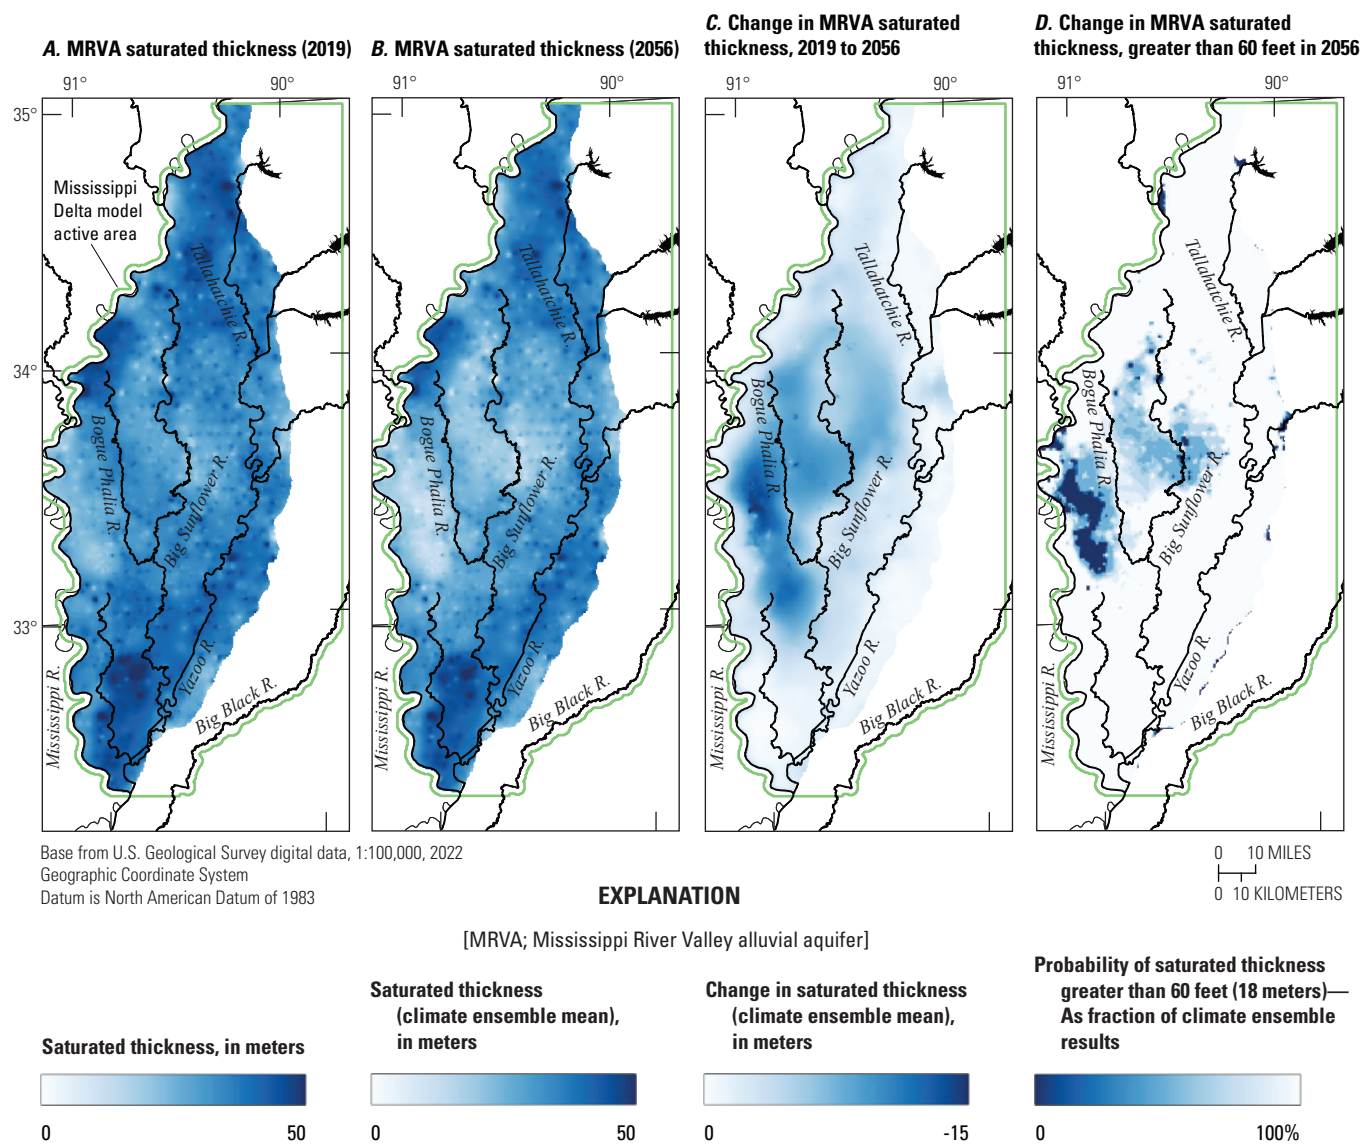 A. MRVA saturated thickness (2019)
B. MRVA saturated thickness (2056)
C. Change in MRVA saturated
thickness, 2019 to 2056
D. Change in MRVA saturated
thickness, greater than 60 feet in 2056
91°
90°
91°
90°
91°
90°
91°
90°
35°
34°
33°
Mississippi
Delta model
active area
Tallahatchie R.
Bogue Phalia R.
Big Sunflower R.
Yazoo R.
Mississippi R.
Big Black R.
Tallahatchie R.
Bogue Phalia R.
Big Sunflower R.
Yazoo R.
Mississippi R.
Big Black R.
Tallahatchie R.
Bogue Phalia R.
Big Sunflower R.
Yazoo R.
Mississippi R.
Big Black R.
Tallahatchie R.
Bogue Phalia R
Big Sunflower R.
Yazoo R.
Mississippi R.
Big Black R.
Base from U.S. Geological Survey digital data, 1:100,000, 2022
Geographic Coordinate System
Datum is North American Datum of 1983
0 10 MILES
0 10 KILOMETERS
EXPLANATION
[MRVA; Mississippi River Valley alluvial aquifer]
Saturated thickness, in meters
0 50
Saturated thickness
(climate ensemble mean),
in meters
0 50
Change in saturated thickness
(climate ensemble mean),
in meters
0 -15
Probability of saturated thickness
greater than 60 feet (18 meters)—
As fraction of climate ensemble
results
0 100%